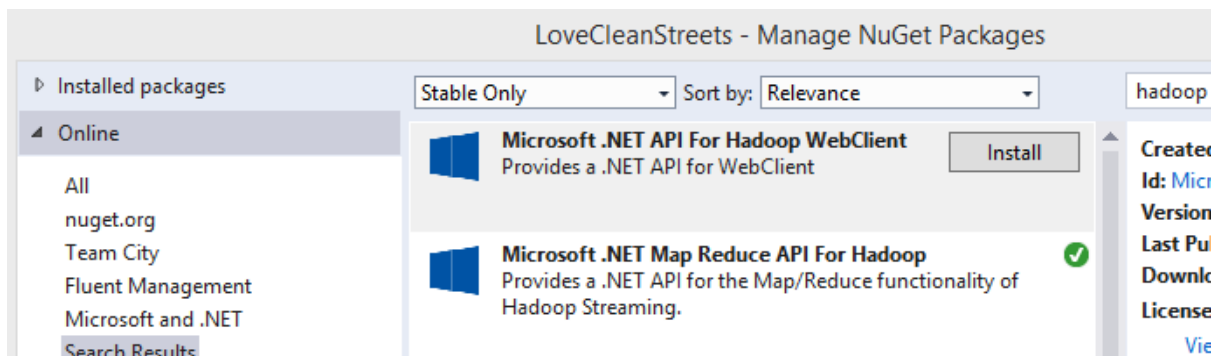 LoveCleanStreets - Manage NuGet Packages
Installed packages
Online
All
nuget.org
Team City
Fluent Management
Microsoft and .NET
Search Results
Stable Only
Sort by:
Relevance
Microsoft .NET API For Hadoop WebClient
Provides a .NET API for WebClient
Install
Microsoft .NET Map Reduce API For Hadoop
Provides a .NET API for the Map/Reduce functionality of
Hadoop Streaming.
hadoop
Created
Id: Micr
Version
Last Pul
Downlo
License
Vie